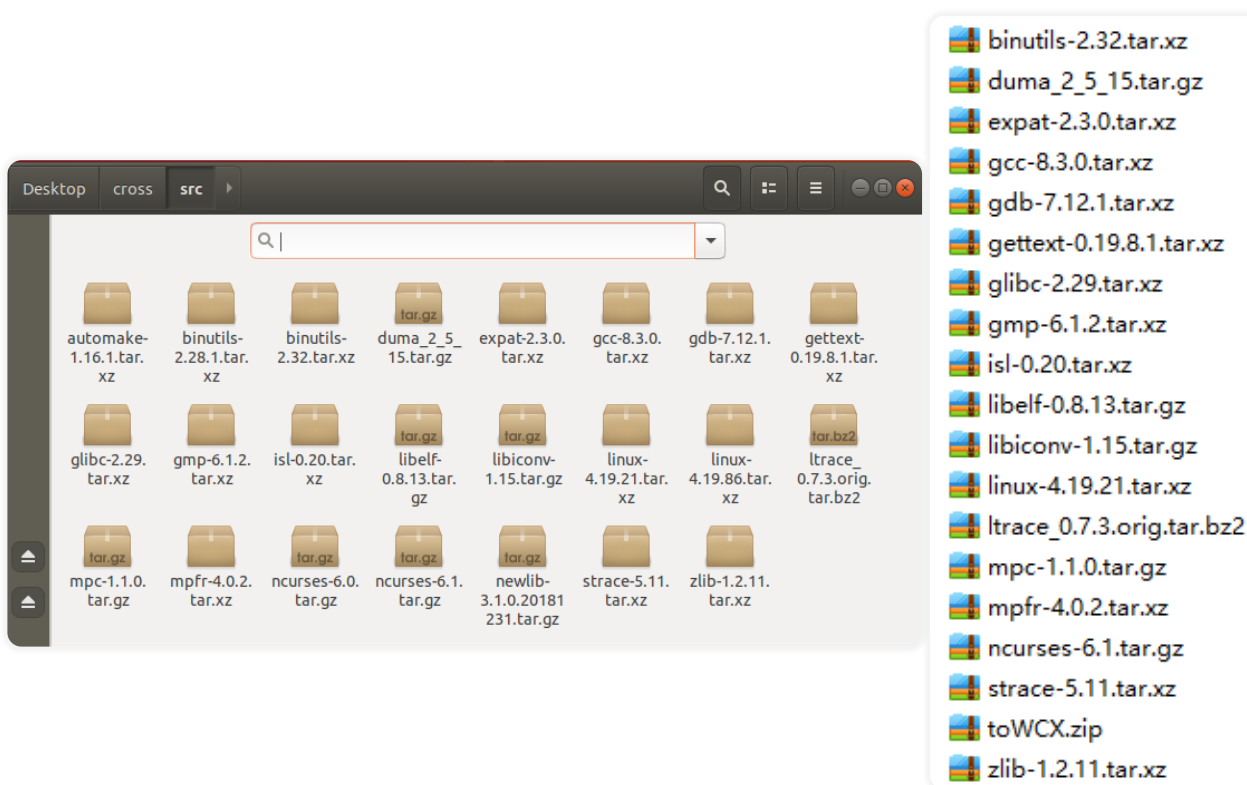 Desktop cross src
automake-
1.16.1.tar.
xz
binutils-
2.28.1.tar.
xz
binutils-
2.32.tar.xz
tar.gz
duma_2_5_
15.tar.gz
expat-2.3.0.
tar.xz
gcc-8.3.0.
tar.xz
gdb-7.12.1.
tar.xz
gettext-
0.19.8.1.tar.
xz
glibc-2.29.
tar.xz
gmp-6.1.2.
tar.xz
isl-0.20.tar.
xz
tar.gz
libelf-
0.8.13.tar.
gz
tar.gz
libiconv-
1.15.tar.gz
linux-
4.19.21.tar.
xz
linux-
4.19.86.tar.
xz
tar.bz2
ltrace_
0.7.3.orig.
tar.bz2
tar.gz
mpc-1.1.0.
tar.gz
mpfr-4.0.2.
tar.xz
tar.gz
ncurses-6.0.
tar.gz
tar.gz
ncurses-6.1.
tar.gz
tar.gz
newlib-
3.1.0.20181
231.tar.gz
strace-5.11.
tar.xz
zlib-1.2.11.
tar.xz
binutils-2.32.tar.xz
duma_2_5_15.tar.gz
expat-2.3.0.tar.xz
gcc-8.3.0.tar.xz
gdb-7.12.1.tar.xz
gettext-0.19.8.1.tar.xz
glibc-2.29.tar.xz
gmp-6.1.2.tar.xz
isl-0.20.tar.xz
libelf-0.8.13.tar.gz
libiconv-1.15.tar.gz
linux-4.19.21.tar.xz
ltrace_0.7.3.orig.tar.bz2
mpc-1.1.0.tar.gz
mpfr-4.0.2.tar.xz
ncurses-6.1.tar.gz
strace-5.11.tar.xz
toWCX.zip
zlib-1.2.11.tar.xz